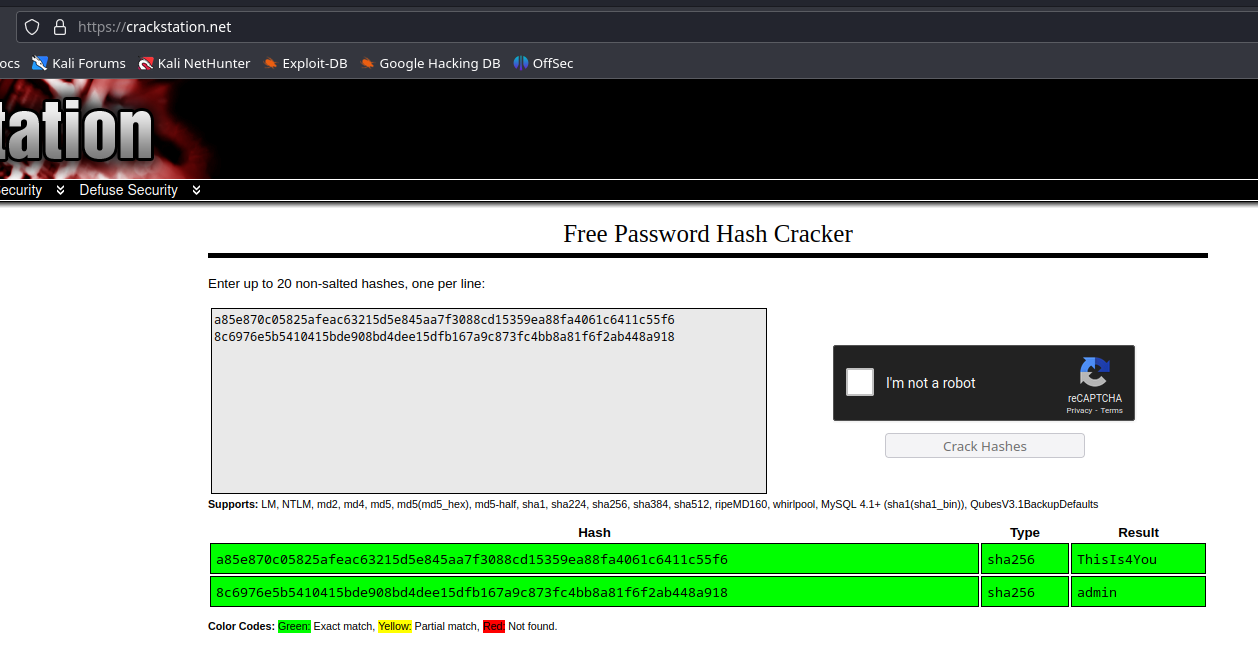 https://crackstation.net
ocs Kali Forums Kali NetHunter Exploit-DB Google Hacking DB OffSec
tation
ecurity Defuse Security
Free Password Hash Cracker
Enter up to 20 non-salted hashes, one per line:
a85e870c05825afeac63215d5e845aa7f3088cd15359ea88fa4061c6411c55f6
8c6976e5b5410415bde908bd4dee15dfb167a9c873fc4bb8a81f6f2ab448a918
I'm not a robot
reCAPTCHA
Privacy - Terms
Crack Hashes
Supports: LM, NTLM, md2, md4, md5, md5(md5_hex), md5-half, sha1, sha224, sha256, sha384, sha512, ripeMD160, whirlpool, MySQL 4.1+ (sha1(sha1_bin)), QubesV3.1BackupDefaults
Hash Type Result
a85e870c05825afeac63215d5e845aa7f3088cd15359ea88fa4061c6411c55f6 sha256 ThisIs4You
8c6976e5b5410415bde908bd4dee15dfb167a9c873fc4bb8a81f6f2ab448a918 sha256 admin
Color Codes: Green: Exact match, Yellow: Partial match, Red: Not found.